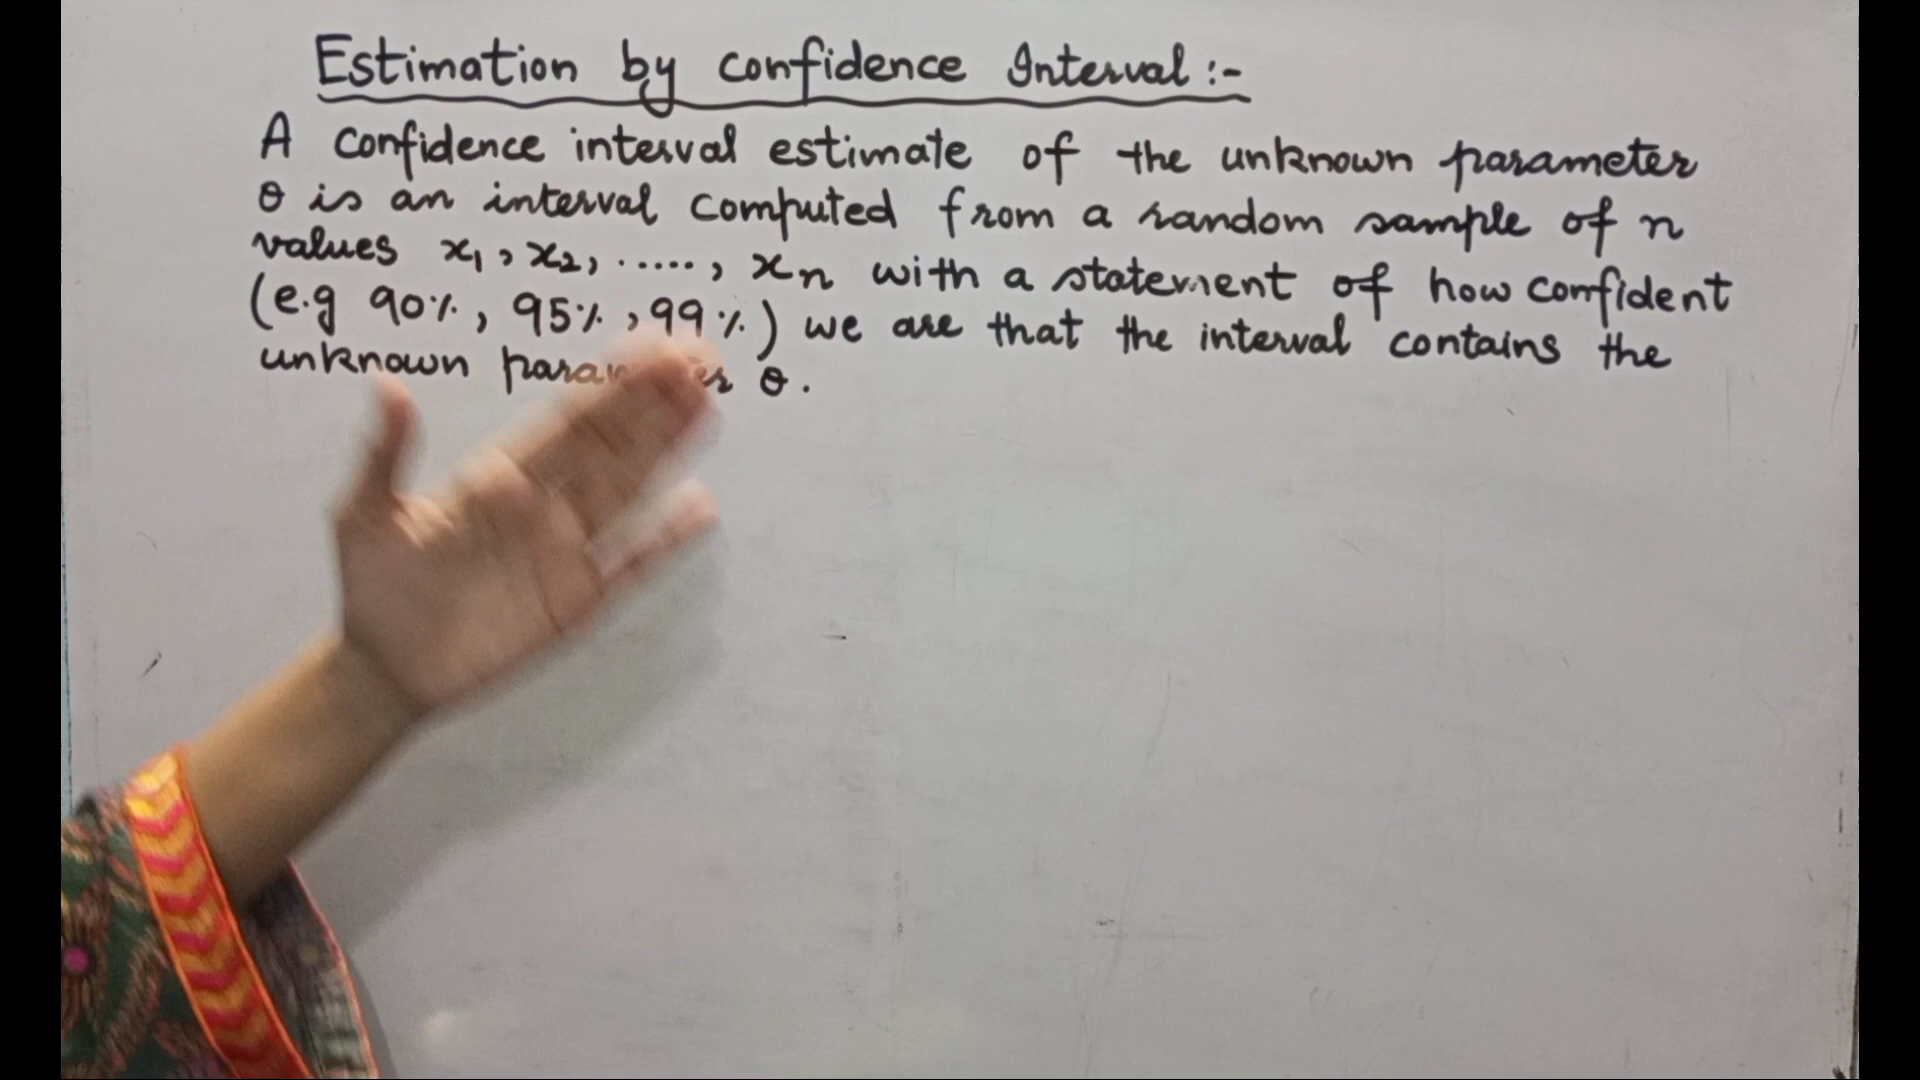 Estimation by confidence Interval :-
A confidence interval estimate of the unknown parameter
θ is an interval computed from a random sample of n
values x₁, x₂, ....., xn with a statement of how confident
(e.g 90%, 95%, 99%) we are that the interval contains the
unknown θ.